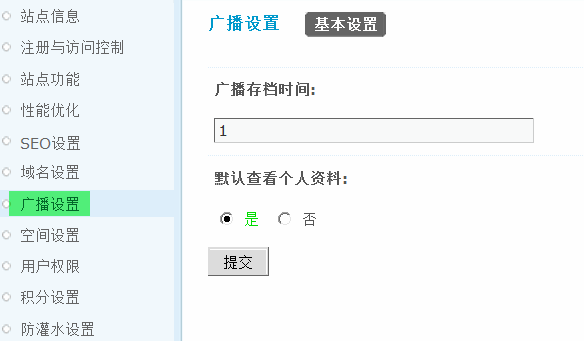 站点信息
注册与访问控制
站点功能
性能优化
SEO设置
域名设置
广播设置
空间设置
用户权限
积分设置
防灌水设置
广播设置 基本设置
广播存档时间:
1
默认查看个人资料:
是 否
提交